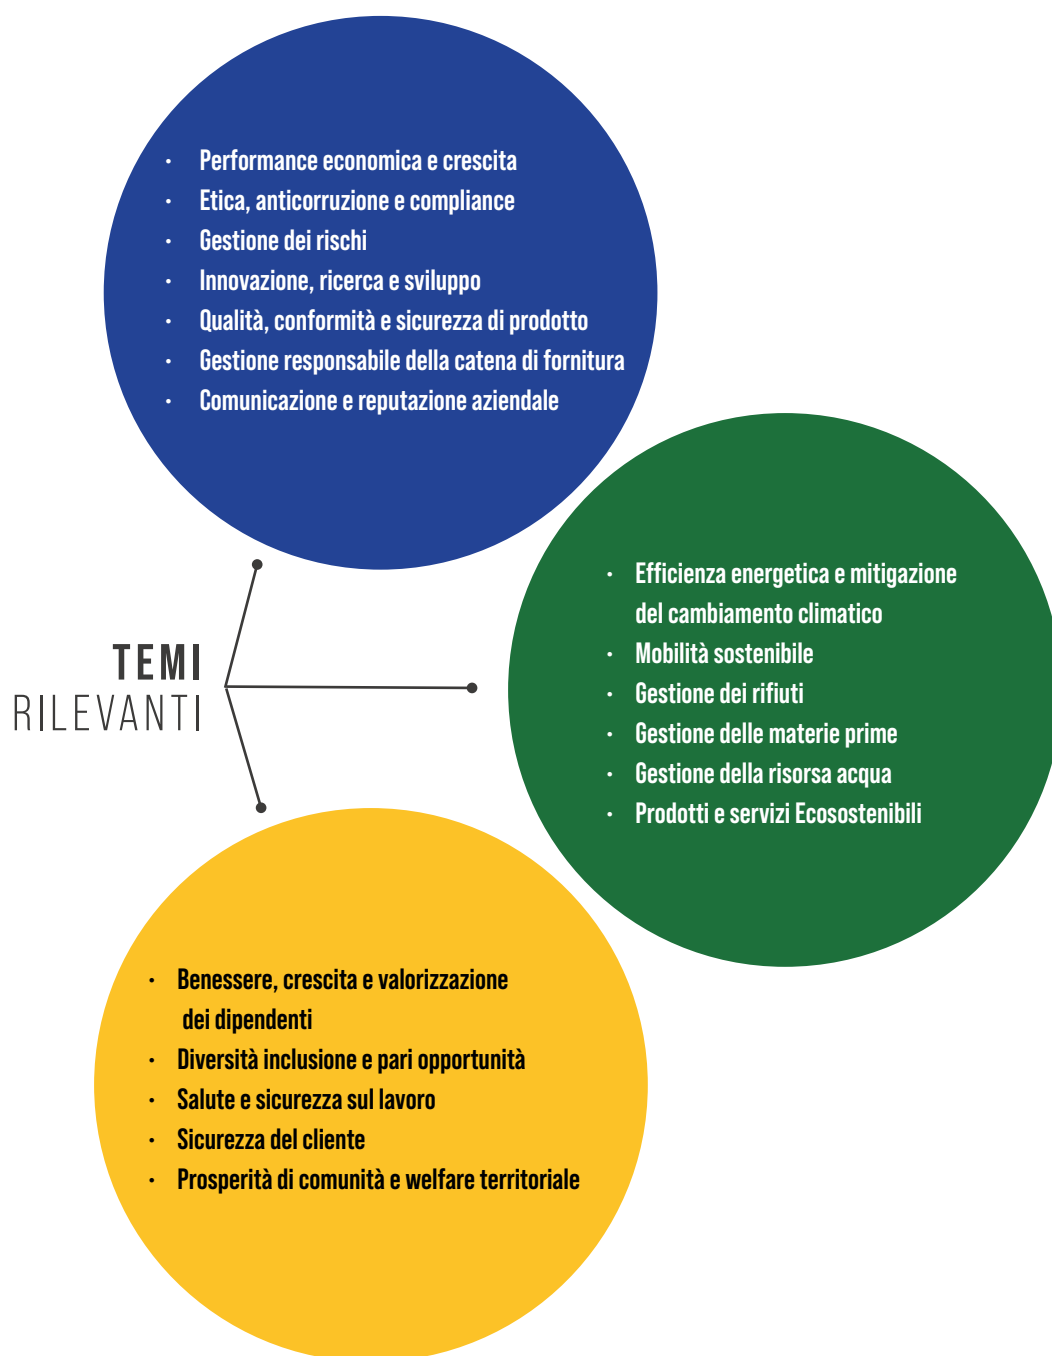 · Performance economica e crescita
· Etica, anticorruzione e compliance
· Gestione dei rischi
· Innovazione, ricerca e sviluppo
· Qualità, conformità e sicurezza di prodotto
· Gestione responsabile della catena di fornitura
· Comunicazione e reputazione aziendale
TEMI
RILEVANTI
· Efficienza energetica e mitigazione
del cambiamento climatico
· Mobilità sostenibile
· Gestione dei rifiuti
· Gestione delle materie prime
· Gestione della risorsa acqua
· Prodotti e servizi Ecosostenibili
· Benessere, crescita e valorizzazione
dei dipendenti
· Diversità inclusione e pari opportunità
· Salute e sicurezza sul lavoro
· Sicurezza del cliente
· Prosperità di comunità e welfare territoriale